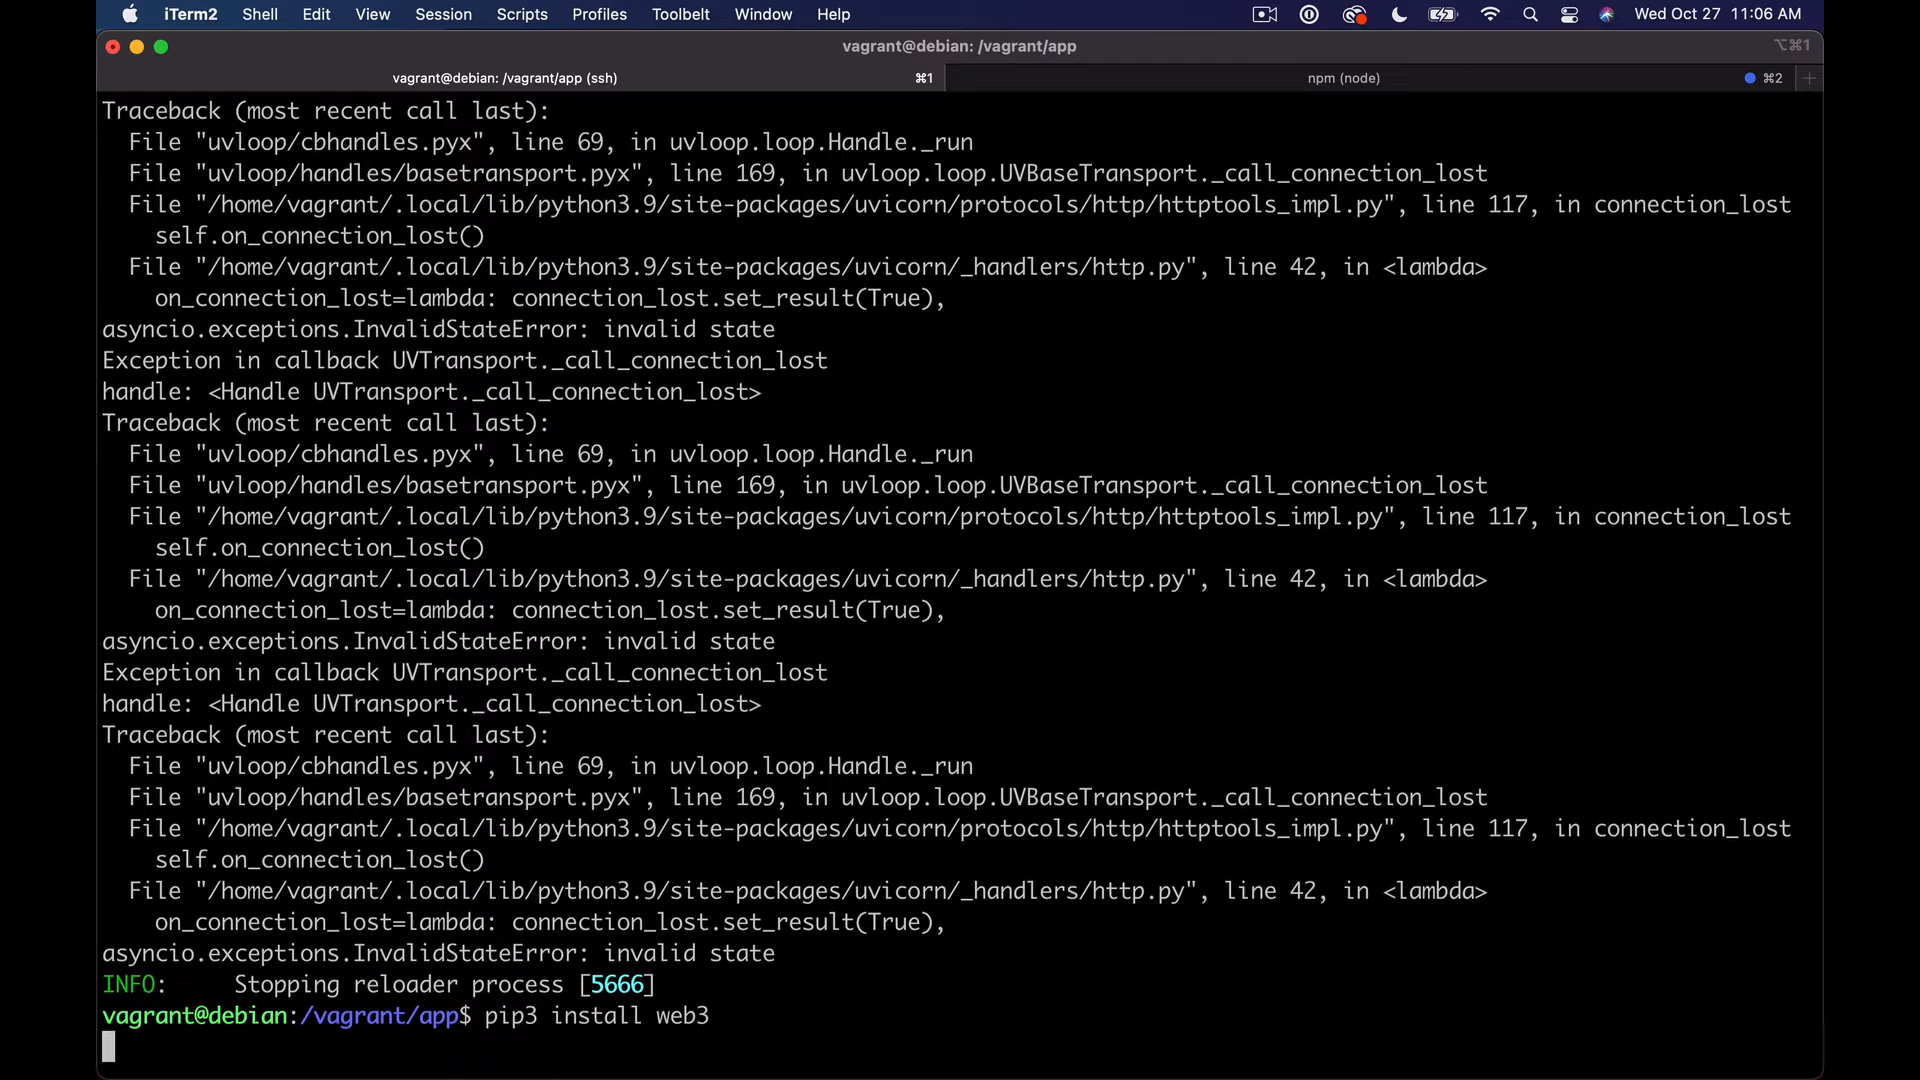 iTerm2 Shell Edit View Session Scripts Profiles Toolbelt Window Help Wed Oct 27 11:06 AM
vagrant@debian: /vagrant/app ⌥⌘1
vagrant@debian: /vagrant/app (ssh) ⌘1 npm (node) ⌘2
Traceback (most recent call last):
  File "uvloop/cbhandles.pyx", line 69, in uvloop.loop.Handle._run
  File "uvloop/handles/basetransport.pyx", line 169, in uvloop.loop.UVBaseTransport._call_connection_lost
  File "/home/vagrant/.local/lib/python3.9/site-packages/uvicorn/protocols/http/httptools_impl.py", line 117, in connection_lost
    self.on_connection_lost()
  File "/home/vagrant/.local/lib/python3.9/site-packages/uvicorn/_handlers/http.py", line 42, in <lambda>
    on_connection_lost=lambda: connection_lost.set_result(True),
asyncio.exceptions.InvalidStateError: invalid state
Exception in callback UVTransport._call_connection_lost
handle: <Handle UVTransport._call_connection_lost>
Traceback (most recent call last):
  File "uvloop/cbhandles.pyx", line 69, in uvloop.loop.Handle._run
  File "uvloop/handles/basetransport.pyx", line 169, in uvloop.loop.UVBaseTransport._call_connection_lost
  File "/home/vagrant/.local/lib/python3.9/site-packages/uvicorn/protocols/http/httptools_impl.py", line 117, in connection_lost
    self.on_connection_lost()
  File "/home/vagrant/.local/lib/python3.9/site-packages/uvicorn/_handlers/http.py", line 42, in <lambda>
    on_connection_lost=lambda: connection_lost.set_result(True),
asyncio.exceptions.InvalidStateError: invalid state
Exception in callback UVTransport._call_connection_lost
handle: <Handle UVTransport._call_connection_lost>
Traceback (most recent call last):
  File "uvloop/cbhandles.pyx", line 69, in uvloop.loop.Handle._run
  File "uvloop/handles/basetransport.pyx", line 169, in uvloop.loop.UVBaseTransport._call_connection_lost
  File "/home/vagrant/.local/lib/python3.9/site-packages/uvicorn/protocols/http/httptools_impl.py", line 117, in connection_lost
    self.on_connection_lost()
  File "/home/vagrant/.local/lib/python3.9/site-packages/uvicorn/_handlers/http.py", line 42, in <lambda>
    on_connection_lost=lambda: connection_lost.set_result(True),
asyncio.exceptions.InvalidStateError: invalid state
INFO:     Stopping reloader process [5666]
vagrant@debian:/vagrant/app$ pip3 install web3